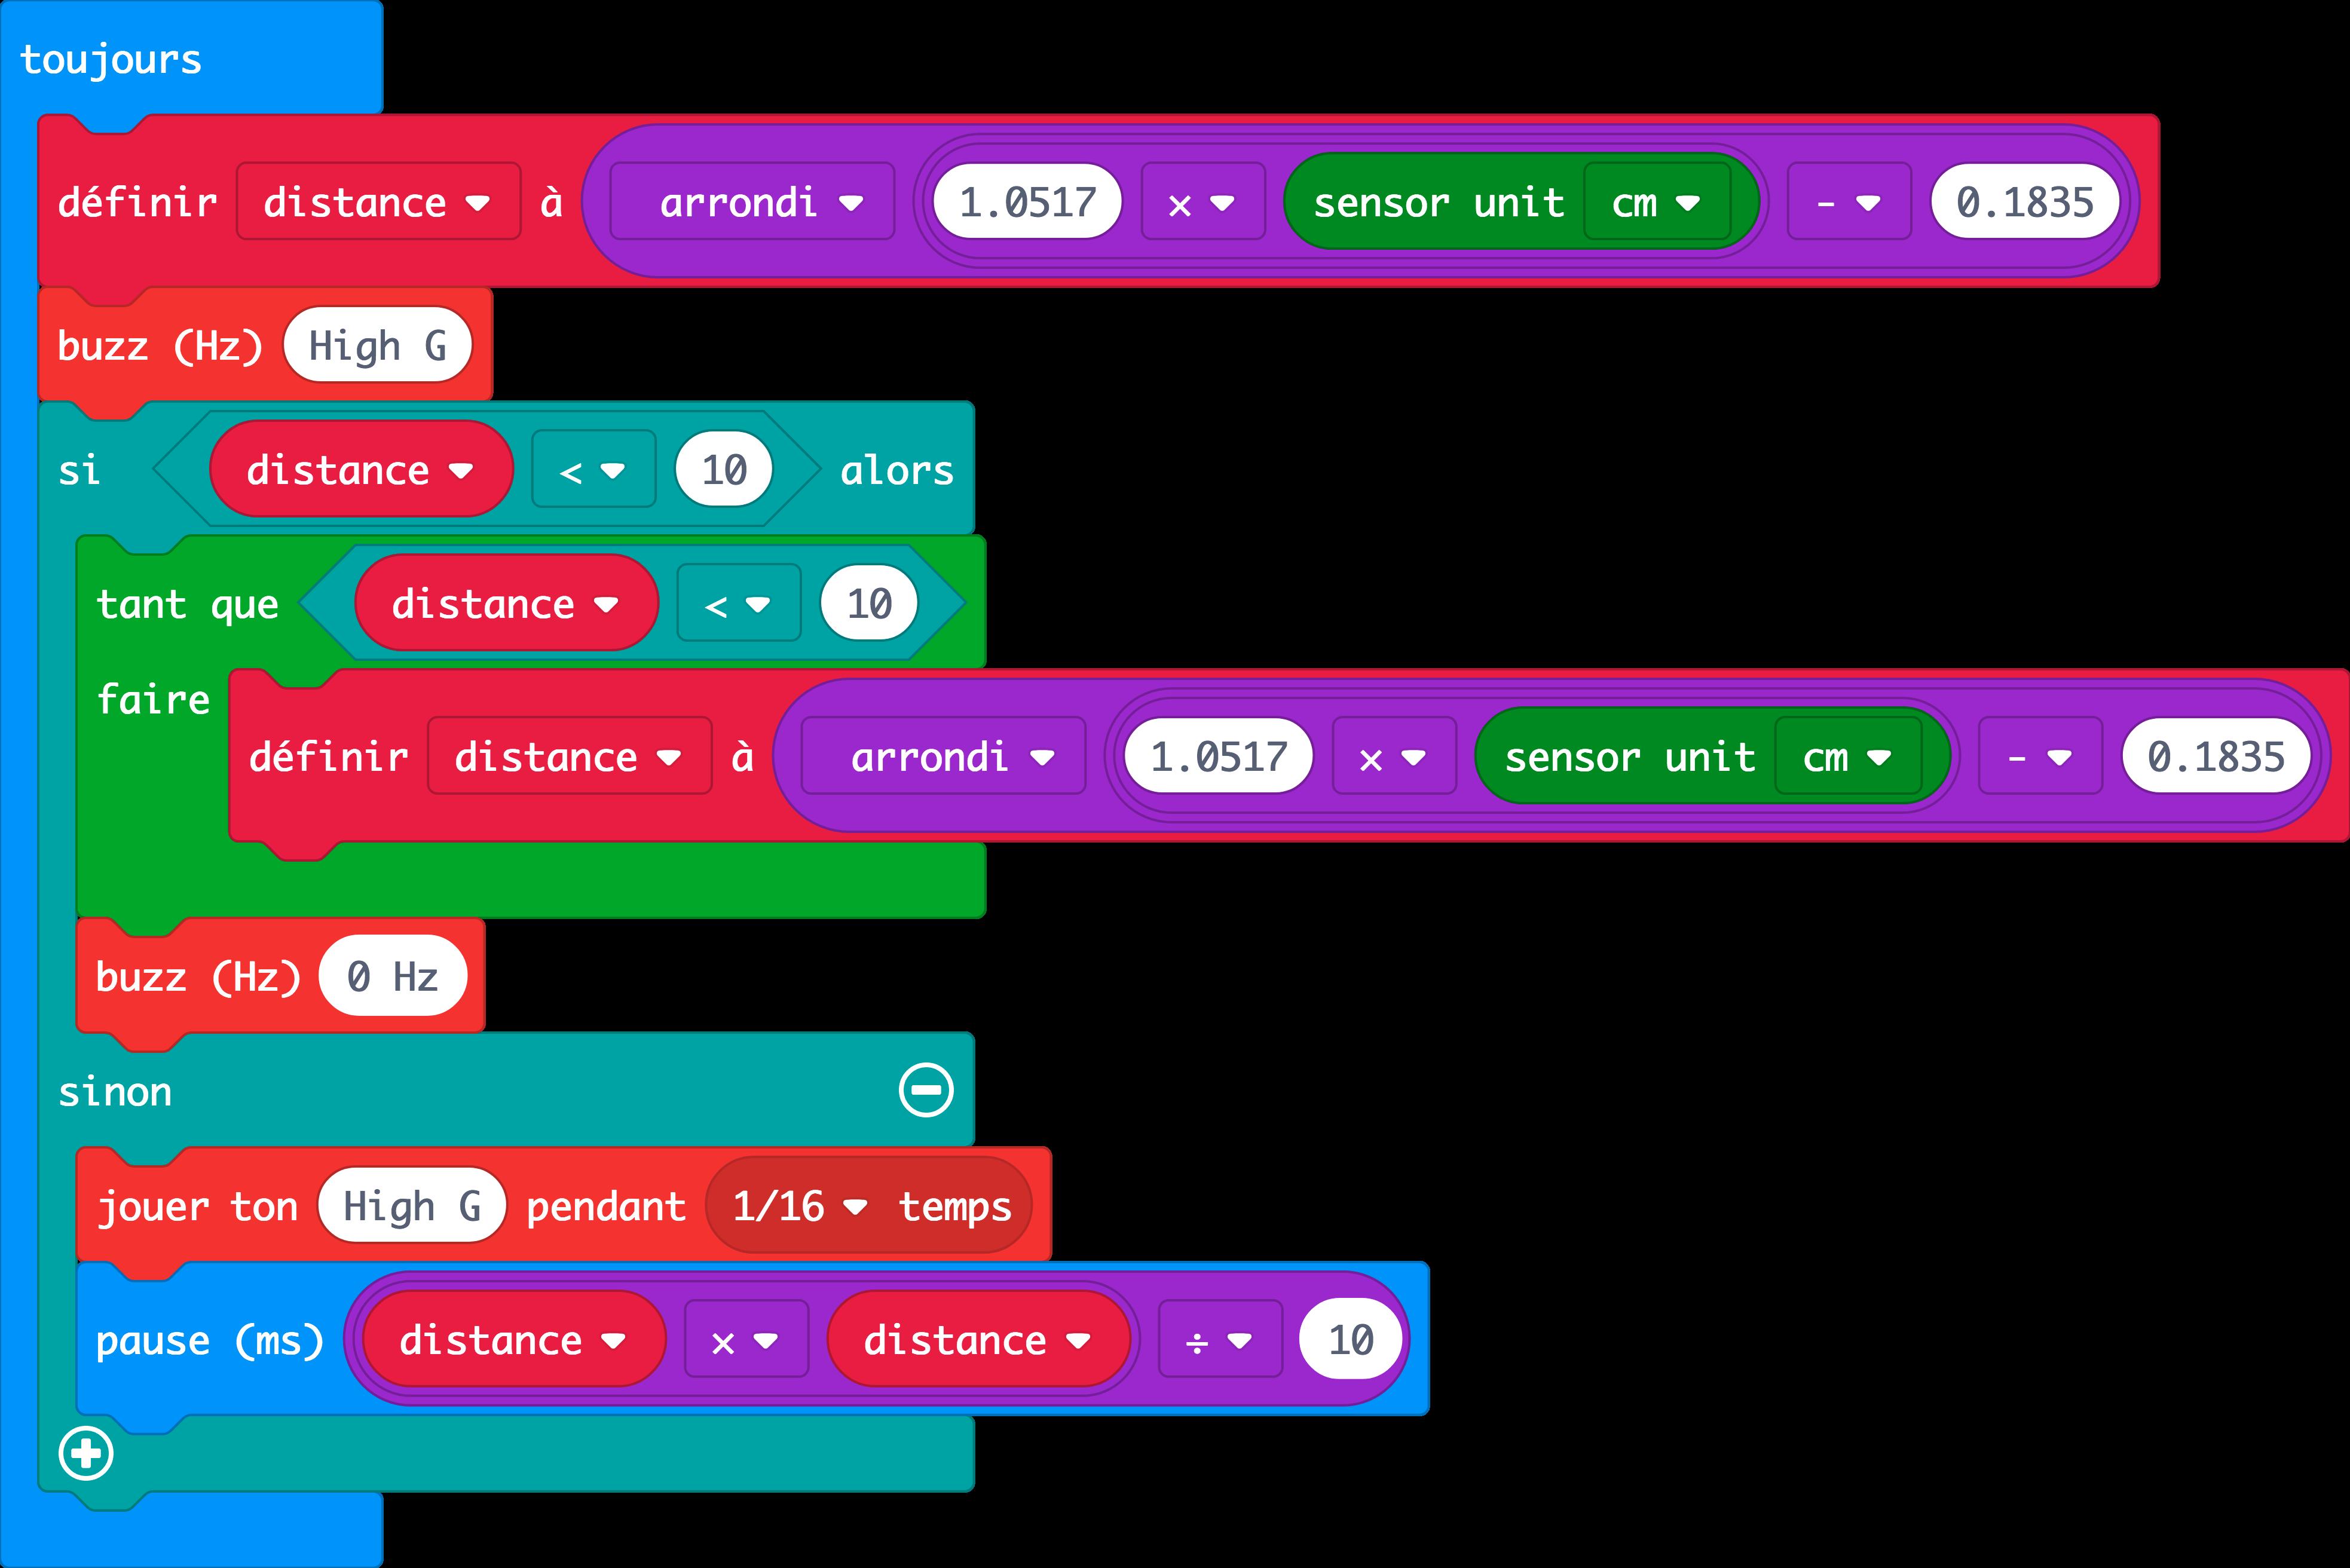 toujours
définir distance à arrondi 1.0517 × sensor unit cm - 0.1835
buzz (Hz) High G
si distance < 10 alors
tant que distance < 10
faire
définir distance à arrondi 1.0517 × sensor unit cm - 0.1835
buzz (Hz) 0 Hz
sinon
jouer ton High G pendant 1/16 temps
pause (ms) distance × distance ÷ 10